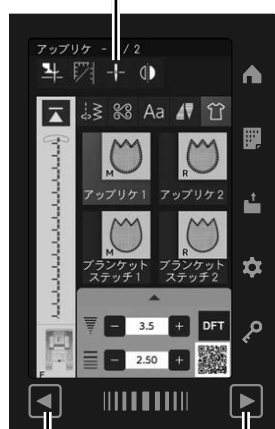 アップリケ - / 2
Aa
M
R
アップリケ1
アップリケ2
M
R
ブランケット
ステッチ1
ブランケット
ステッチ2
3.5
DFT
2.50
F